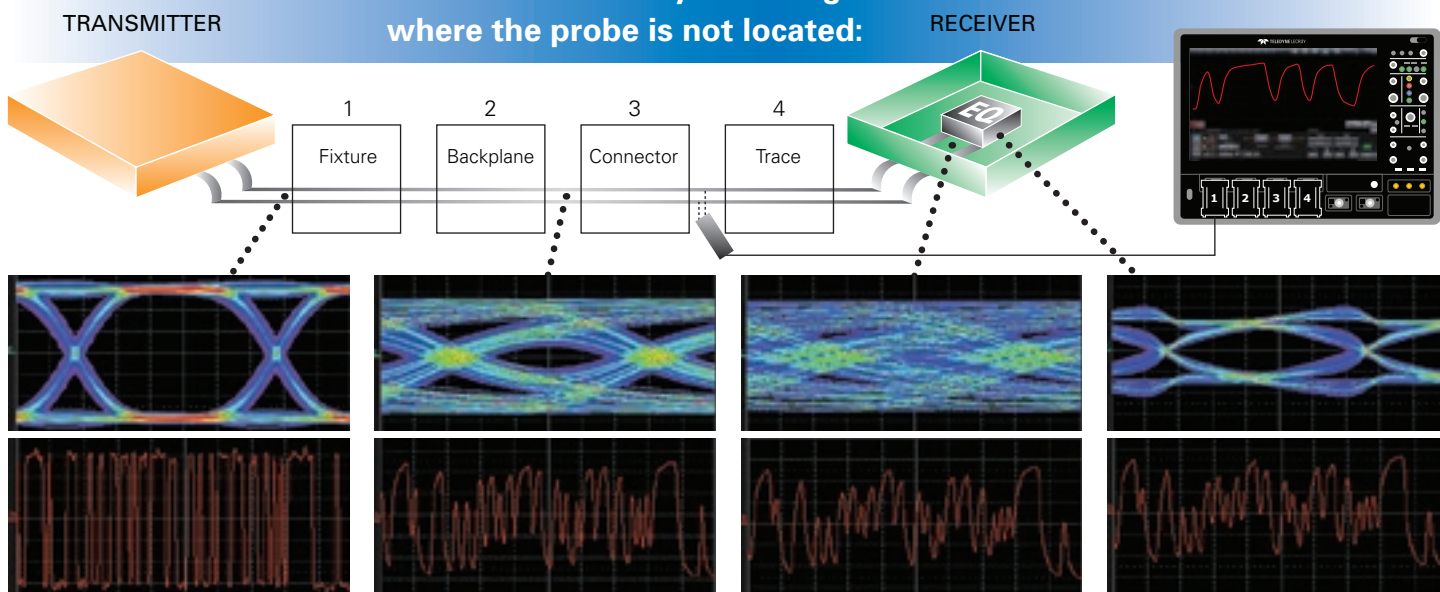 where the probe is not located:
TRANSMITTER
RECEIVER
TELEDYNE LECROY
1
2
3
4
Fixture
Backplane
Connector
Trace
EQ
1 2 3 4